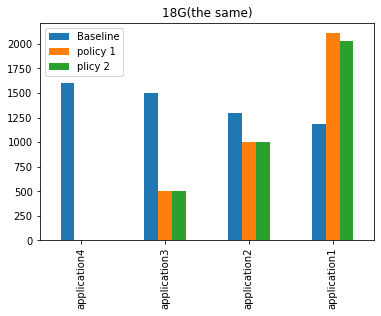 18G(the same)
Baseline
policy 1
plicy 2
2000
1750
1500
1250
1000
750
500
250
0
application4
application3
application2
application1